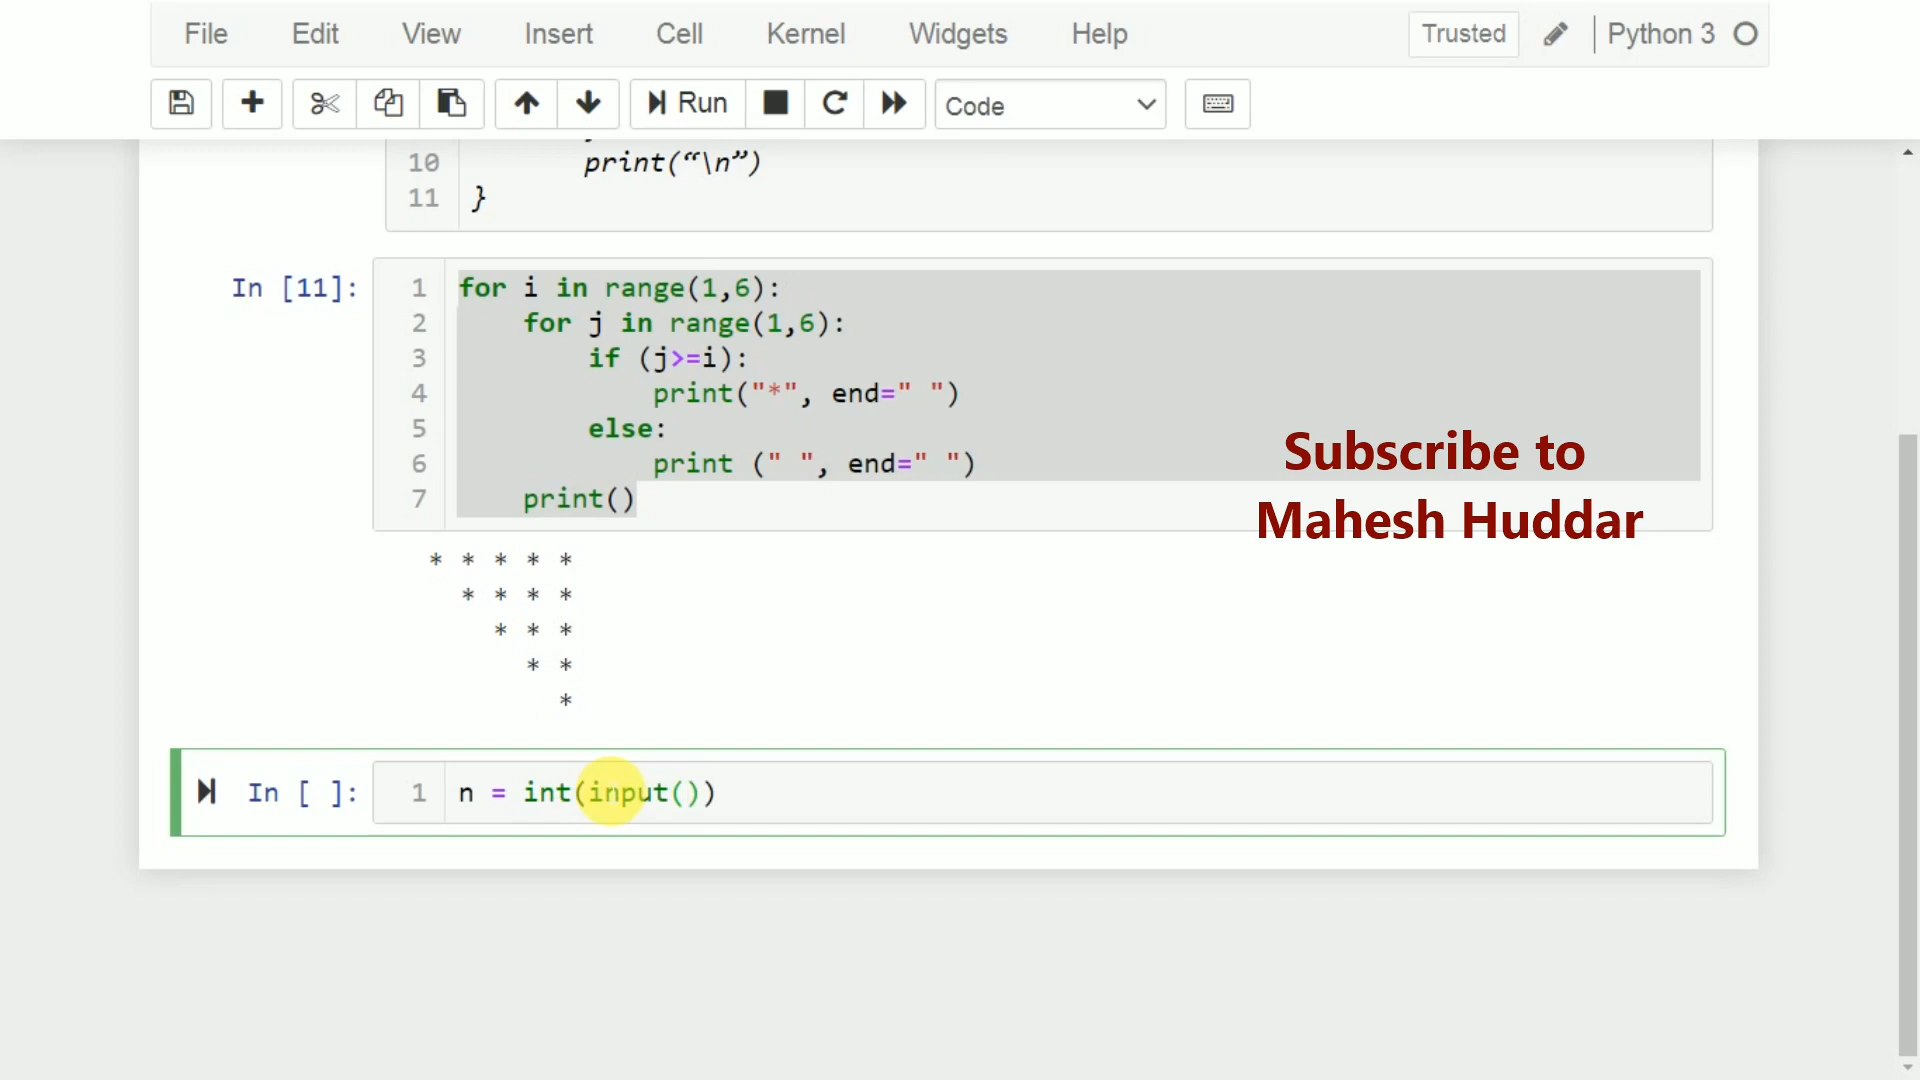 File Edit View Insert Cell Kernel Widgets Help Trusted Python 3
Run Code
10 print(“\n”)
11 }
In [11]:
1 for i in range(1,6):
2     for j in range(1,6):
3         if (j>=i):
4             print("*", end=" ")
5         else:
6             print (" ", end=" ")
7     print()
Subscribe to
Mahesh Huddar
* * * * *
  * * * *
    * * *
      * *
        *
In [ ]: 1 n = int(input())